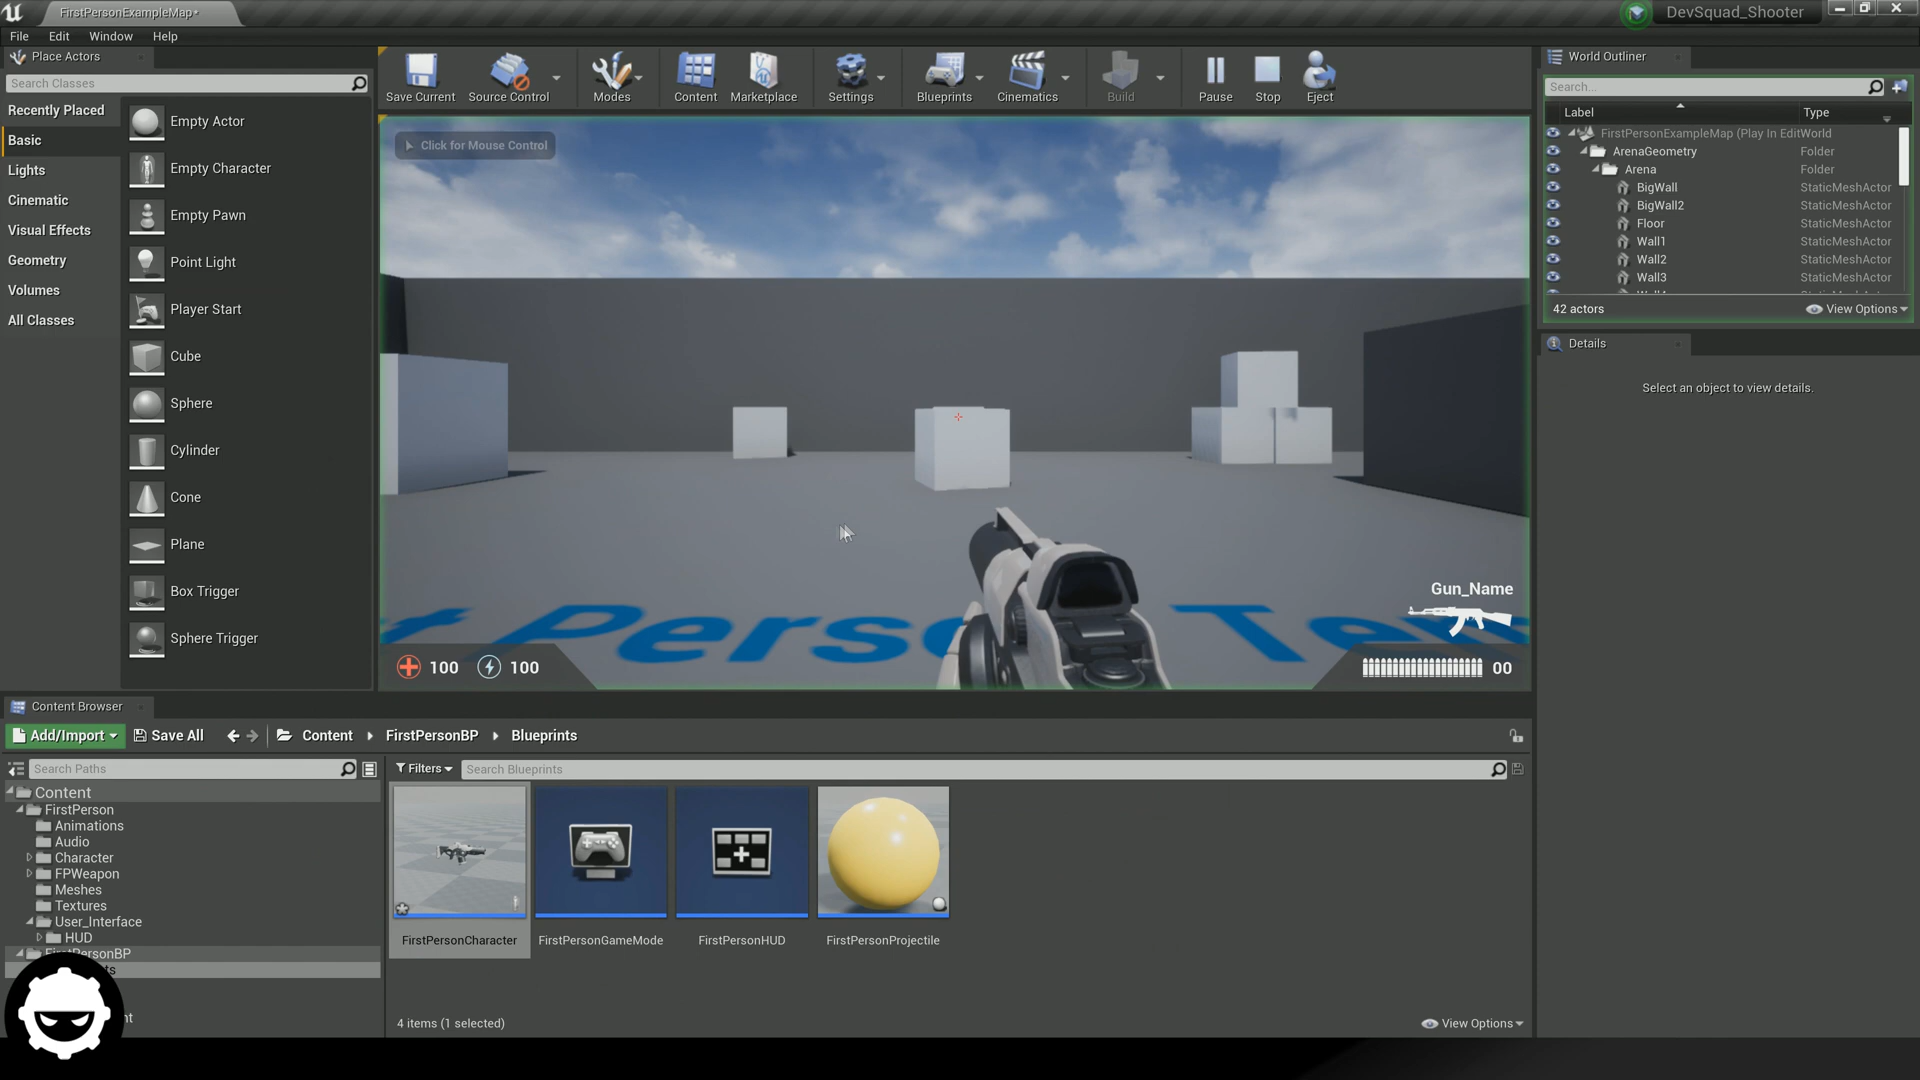 FirstPersonExampleMap*
DevSquad_Shooter
File Edit Window Help
Place Actors
Search Classes
Recently Placed
Basic
Lights
Cinematic
Visual Effects
Geometry
Volumes
All Classes
Empty Actor
Empty Character
Empty Pawn
Point Light
Player Start
Cube
Sphere
Cylinder
Cone
Plane
Box Trigger
Sphere Trigger
Save Current Source Control Modes Content Marketplace Settings Blueprints Cinematics Build Pause Stop Eject
Click for Mouse Control
Gun_Name
100 100
00
World Outliner
Search...
Label Type
FirstPersonExampleMap (Play In EditWorld
ArenaGeometry Folder
Arena Folder
BigWall StaticMeshActor
BigWall2 StaticMeshActor
Floor StaticMeshActor
Wall1 StaticMeshActor
Wall2 StaticMeshActor
Wall3 StaticMeshActor
42 actors View Options
Details
Select an object to view details.
Content Browser
Add/Import Save All Content FirstPersonBP Blueprints
Search Paths
Filters Search Blueprints
Content
FirstPerson
Animations
Audio
Character
FPWeapon
Meshes
Textures
User_Interface
HUD
FirstPersonBP
FirstPersonCharacter FirstPersonGameMode FirstPersonHUD FirstPersonProjectile
4 items (1 selected) View Options